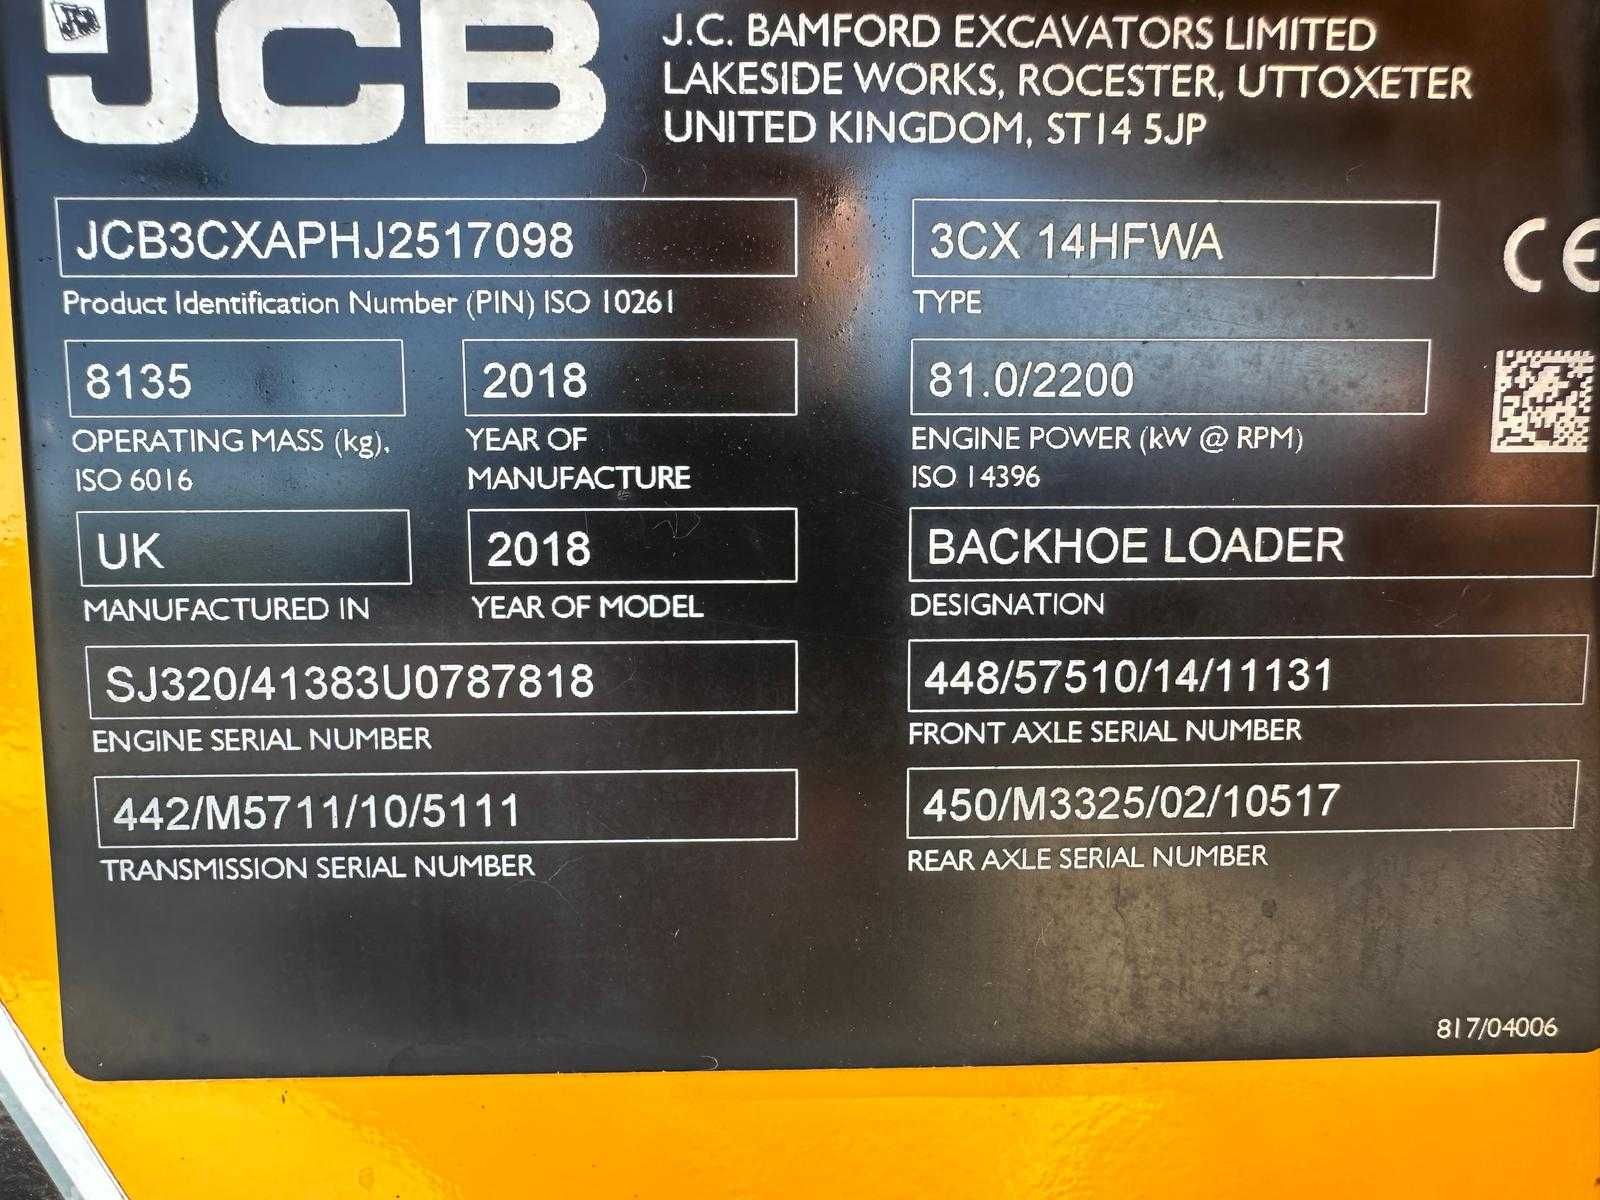 JCB
JCB
J.C. BAMFORD EXCAVATORS LIMITED
LAKESIDE WORKS, ROCESTER, UTTOXETER
UNITED KINGDOM, ST14 5JP
JCB3CXAPHJ2517098
Product Identification Number (PIN) ISO 10261
3CX 14HFWA
TYPE
CE
8135
OPERATING MASS (kg),
ISO 6016
2018
YEAR OF
MANUFACTURE
81.0/2200
ENGINE POWER (kW @ RPM)
ISO 14396
UK
MANUFACTURED IN
2018
YEAR OF MODEL
BACKHOE LOADER
DESIGNATION
SJ320/41383U0787818
ENGINE SERIAL NUMBER
448/57510/14/11131
FRONT AXLE SERIAL NUMBER
442/M5711/10/5111
TRANSMISSION SERIAL NUMBER
450/M3325/02/10517
REAR AXLE SERIAL NUMBER
817/04006